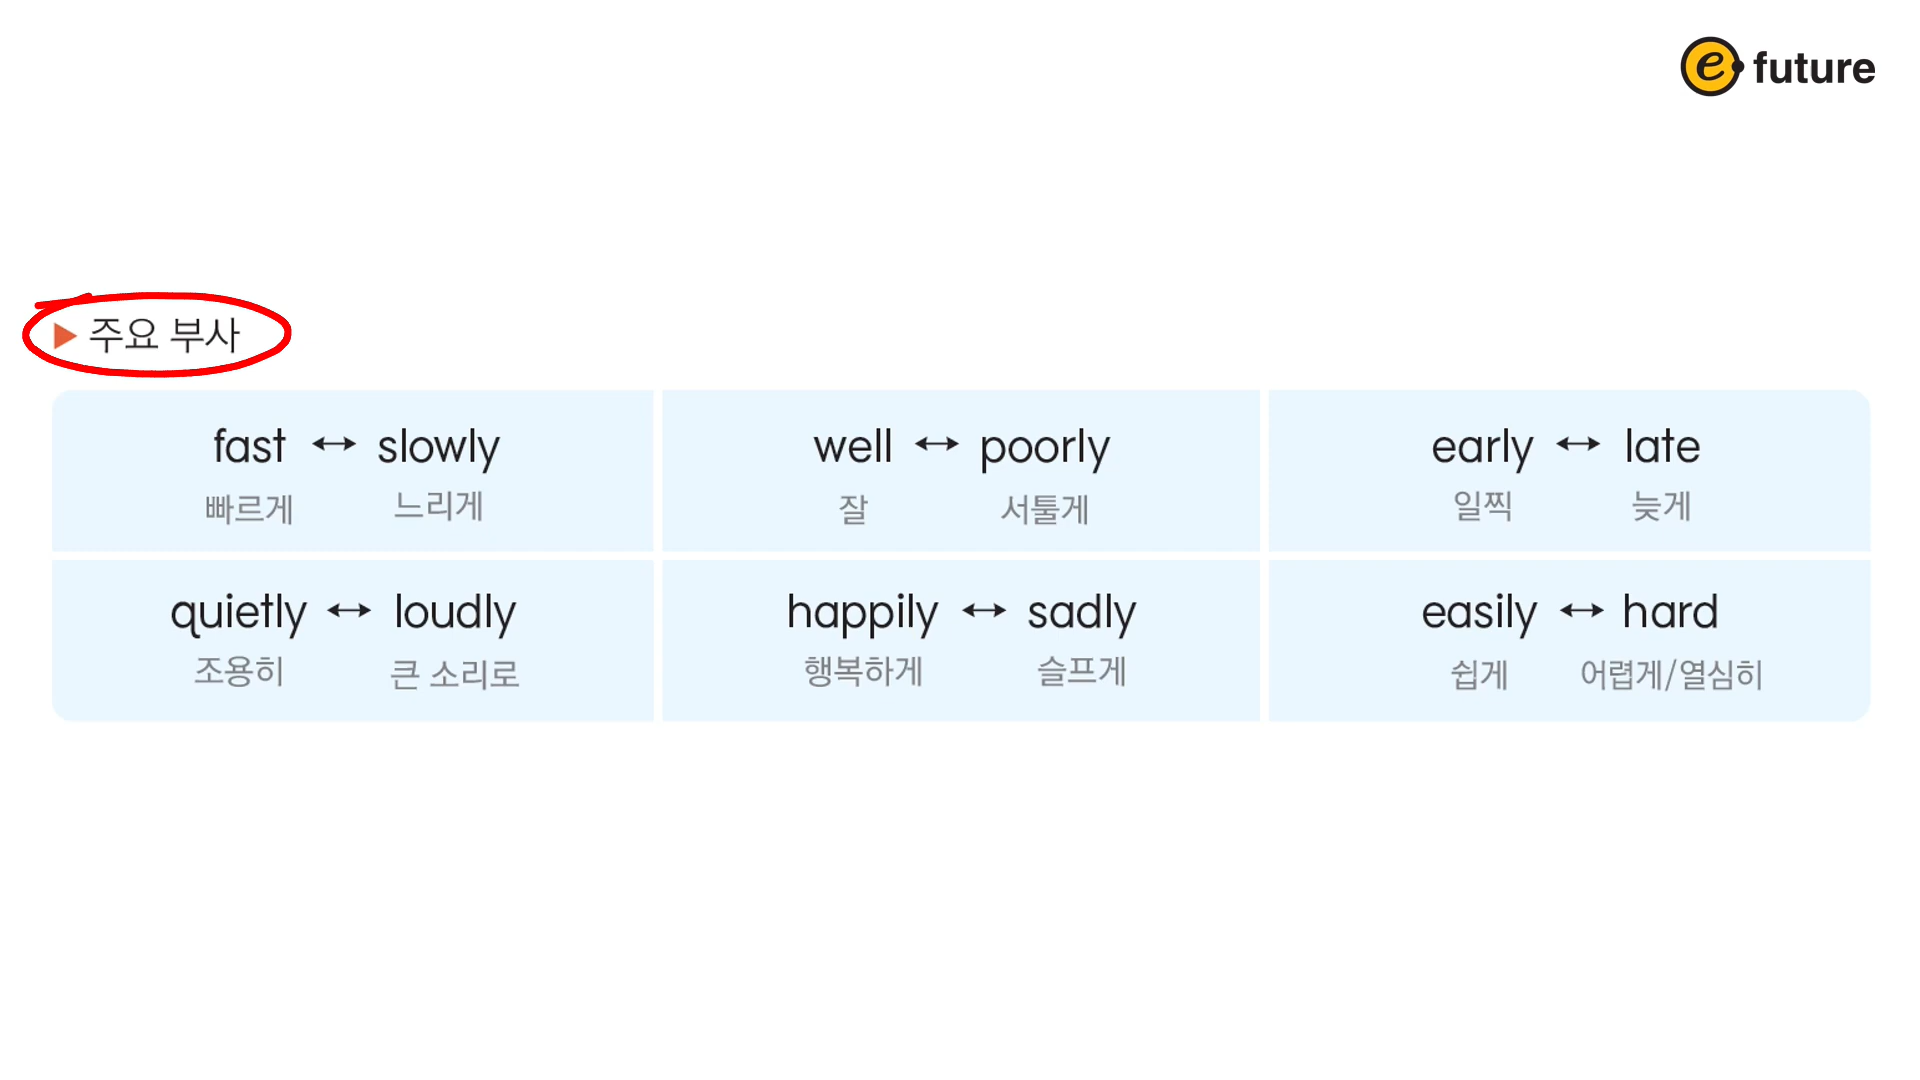 e future
▶ 주요 부사
fast ↔ slowly
빠르게 느리게
well ↔ poorly
잘 서툴게
early ↔ late
일찍 늦게
quietly ↔ loudly
조용히 큰 소리로
happily ↔ sadly
행복하게 슬프게
easily ↔ hard
쉽게 어렵게/열심히